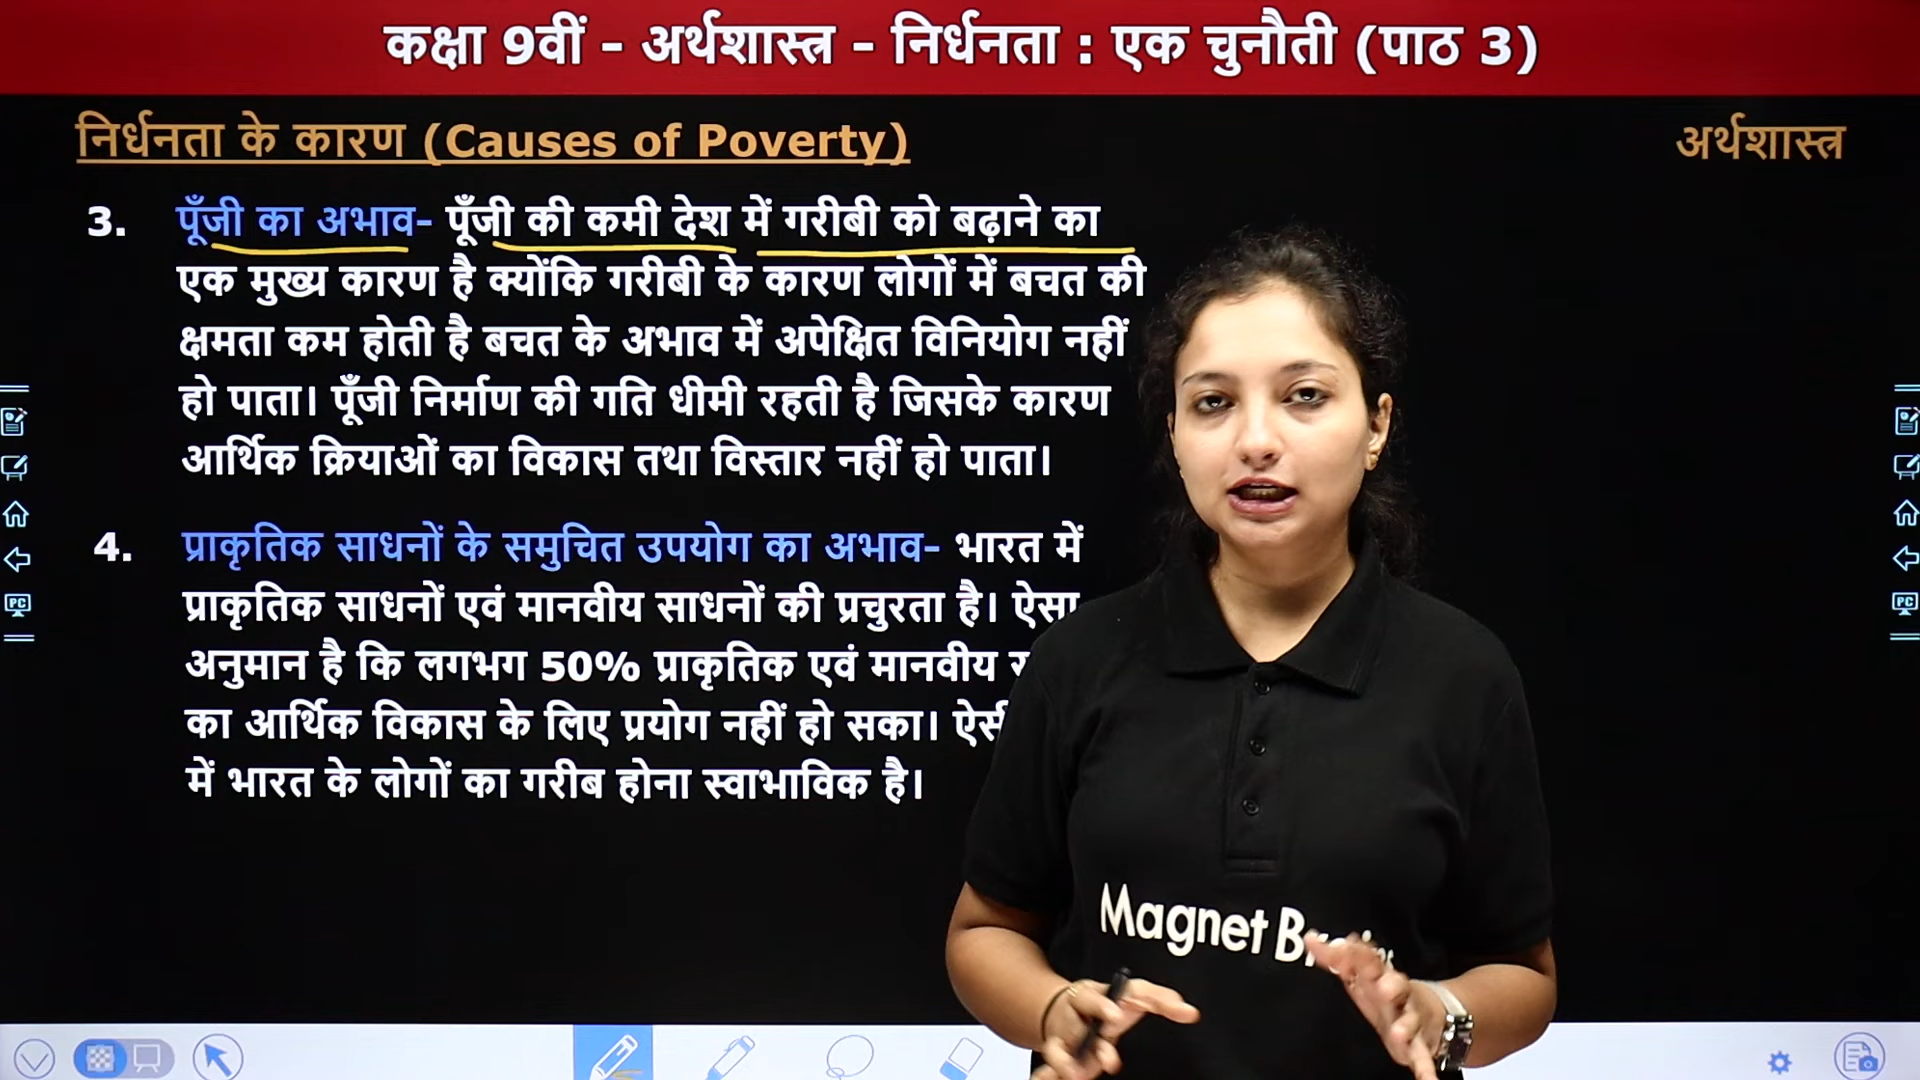 कक्षा 9वीं - अर्थशास्त्र - निर्धनता : एक चुनौती (पाठ 3)
निर्धनता के कारण (Causes of Poverty)
अर्थशास्त्र
3. पूँजी का अभाव- पूँजी की कमी देश में गरीबी को बढ़ाने का
एक मुख्य कारण है क्योंकि गरीबी के कारण लोगों में बचत की
क्षमता कम होती है बचत के अभाव में अपेक्षित विनियोग नहीं
हो पाता। पूँजी निर्माण की गति धीमी रहती है जिसके कारण
आर्थिक क्रियाओं का विकास तथा विस्तार नहीं हो पाता।
4. प्राकृतिक साधनों के समुचित उपयोग का अभाव- भारत में
प्राकृतिक साधनों एवं मानवीय साधनों की प्रचुरता है। ऐसा
अनुमान है कि लगभग 50% प्राकृतिक एवं मानवीय
का आर्थिक विकास के लिए प्रयोग नहीं हो सका।
में भारत के लोगों का गरीब होना स्वाभाविक है।
Magnet
PC
PC